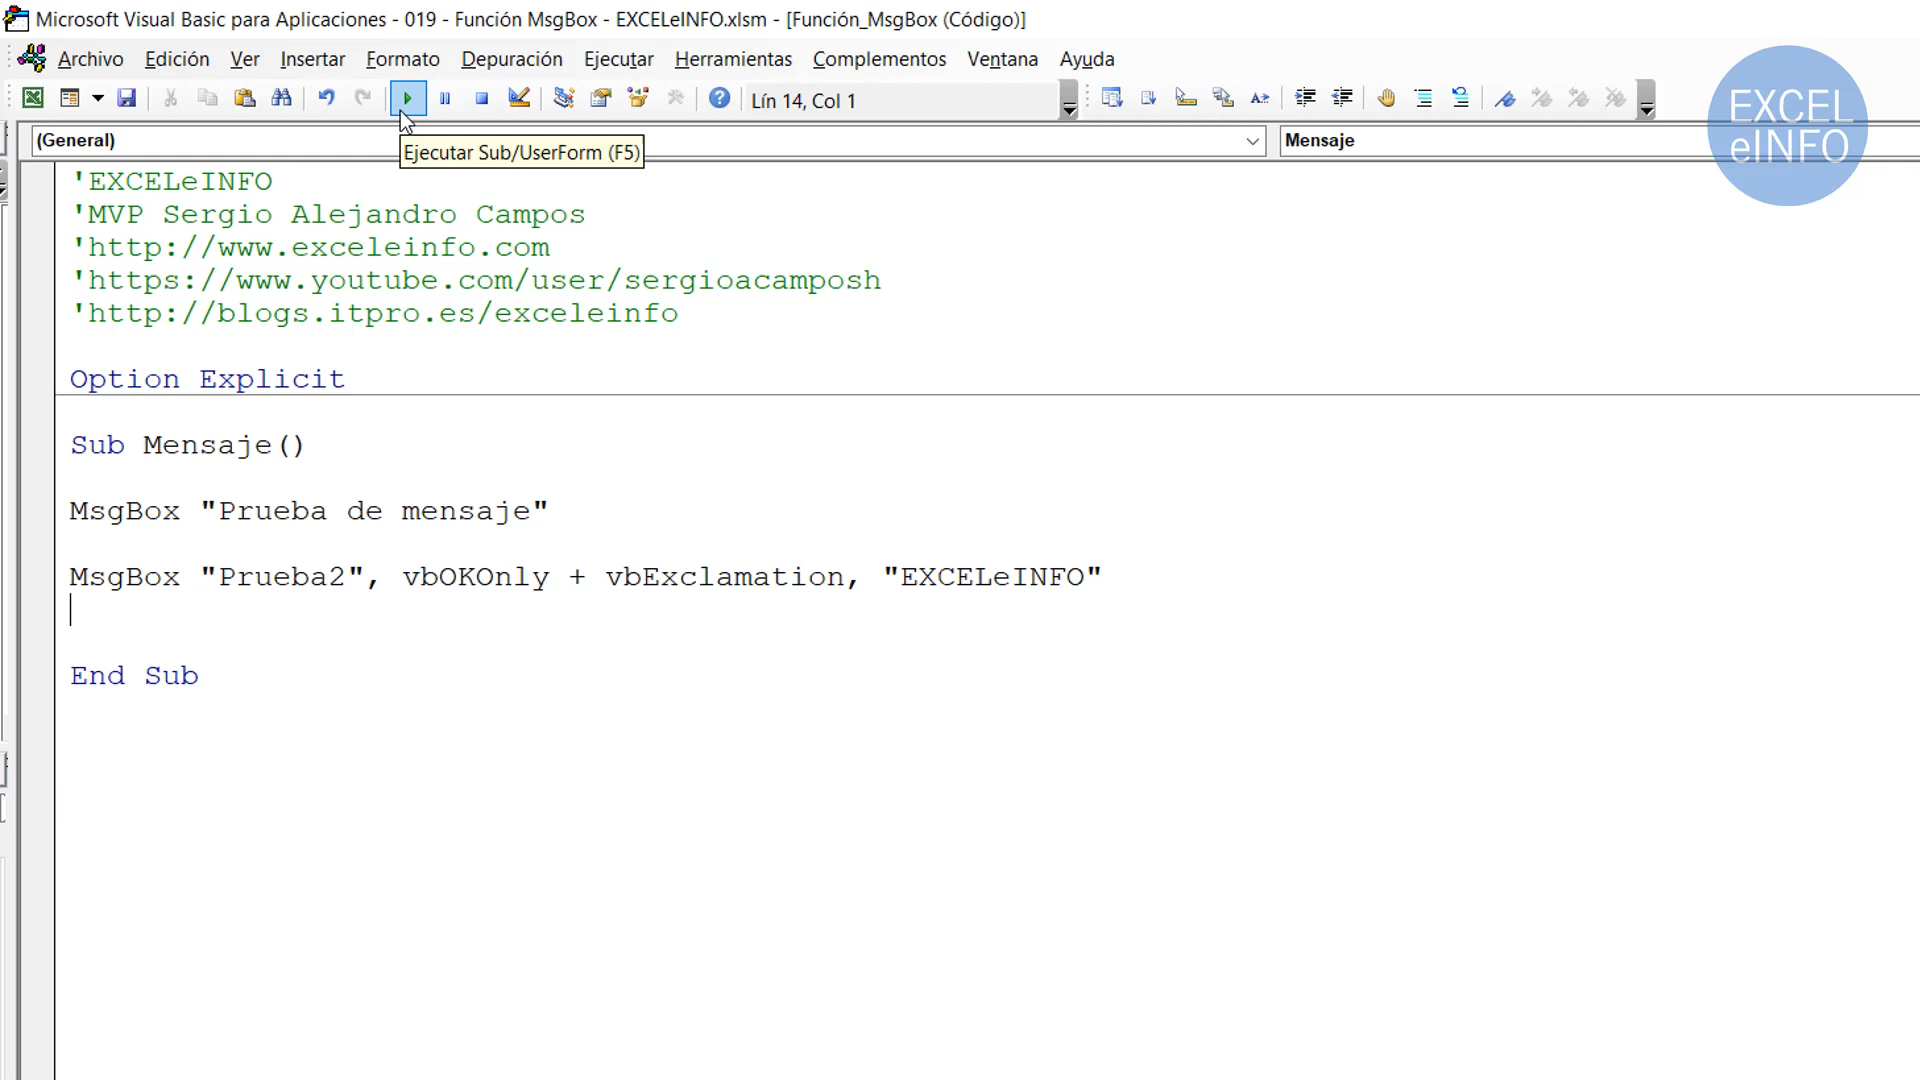 Microsoft Visual Basic para Aplicaciones - 019 - Función MsgBox - EXCELeINFO.xlsm - [Función_MsgBox (Código)]
Archivo Edición Ver Insertar Formato Depuración Ejecutar Herramientas Complementos Ventana Ayuda
Lín 14, Col 1
EXCEL
eINFO
(General)
Mensaje
Ejecutar Sub/UserForm (F5)
'EXCELeINFO
'MVP Sergio Alejandro Campos
'http://www.exceleinfo.com
'https://www.youtube.com/user/sergioacamposh
'http://blogs.itpro.es/exceleinfo
Option Explicit
Sub Mensaje()
MsgBox "Prueba de mensaje"
MsgBox "Prueba2", vbOKOnly + vbExclamation, "EXCELeINFO"
End Sub